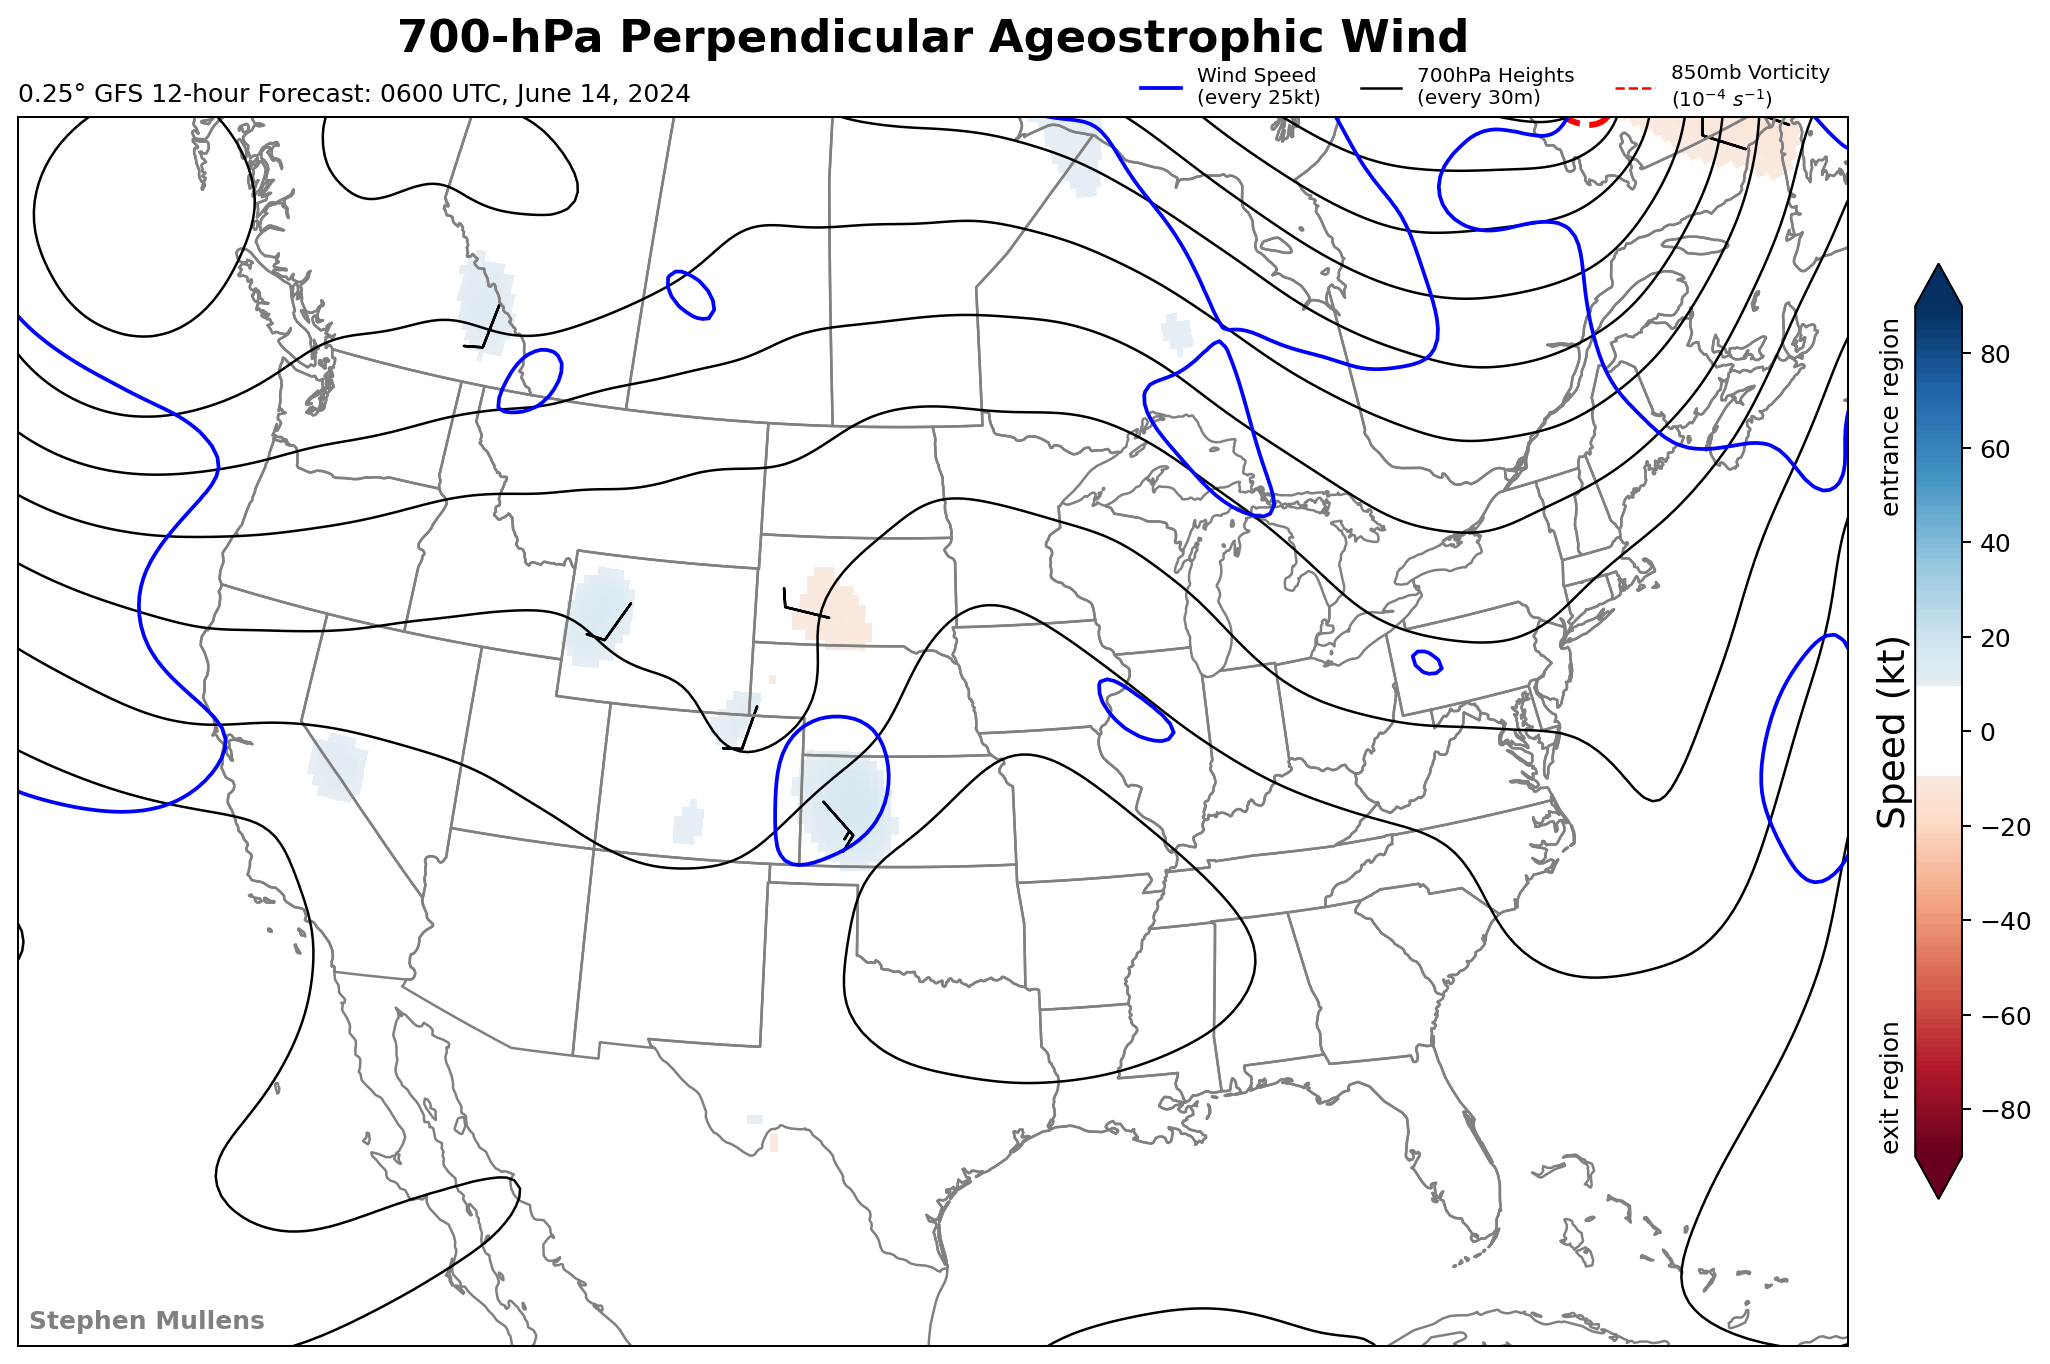 700-hPa Perpendicular Ageostrophic Wind
0.25° GFS 12-hour Forecast: 0600 UTC, June 14, 2024
Wind Speed
(every 25kt)
700hPa Heights
(every 30m)
850mb Vorticity
(10⁻⁴ s⁻¹)
entrance region
Speed (kt)
exit region
80
60
40
20
0
−20
−40
−60
−80
Stephen Mullens